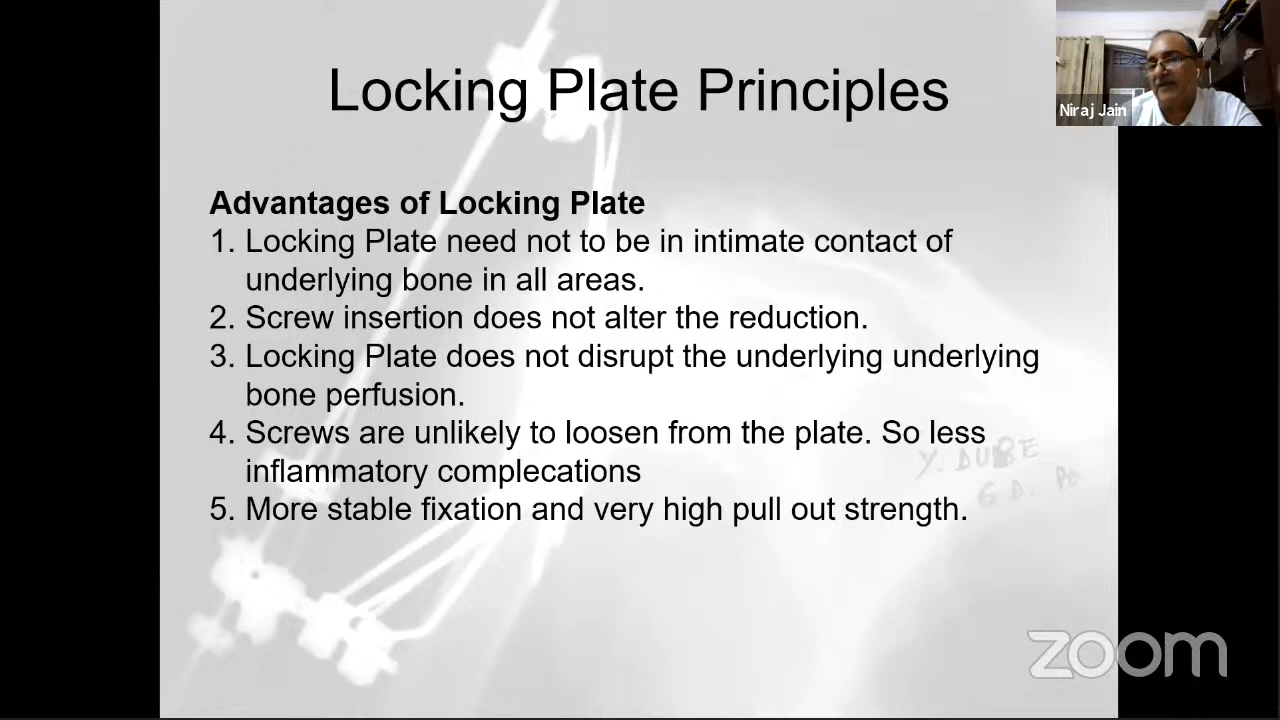 Locking Plate Principles
Niraj Jain
Advantages of Locking Plate
1. Locking Plate need not to be in intimate contact of
underlying bone in all areas.
2. Screw insertion does not alter the reduction.
3. Locking Plate does not disrupt the underlying underlying
bone perfusion.
4. Screws are unlikely to loosen from the plate. So less
inflammatory complecations
Y. DUBE
5. More stable fixation and very high pull out strength.
zoom